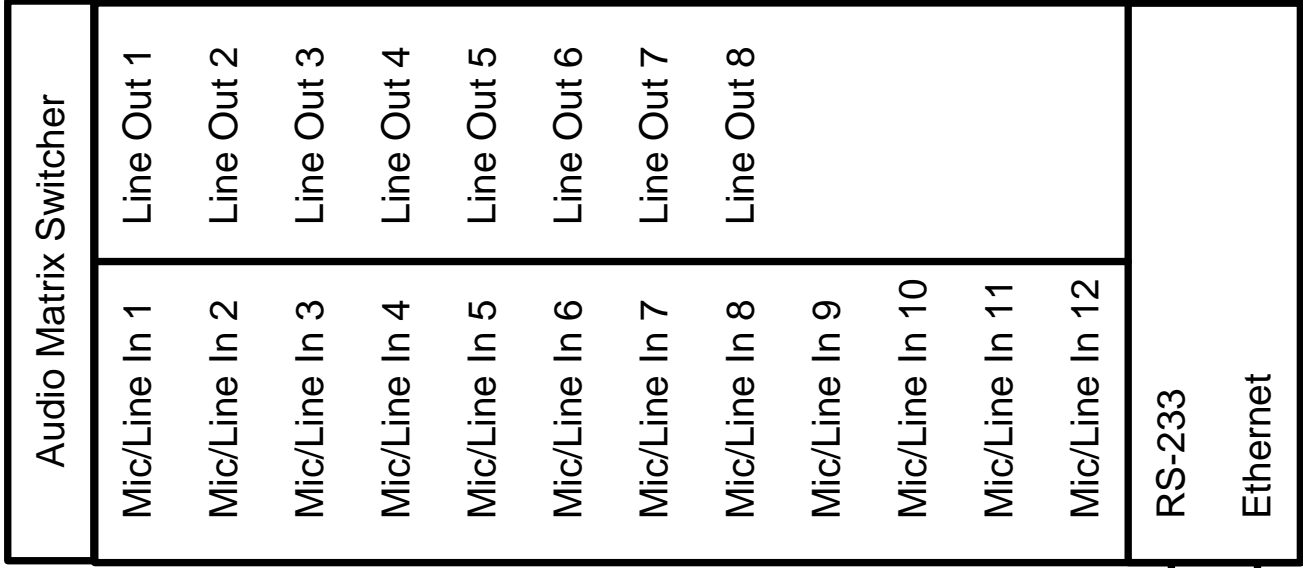 Audio Matrix Switcher
Mic/Line In 1
Line Out 1
Mic/Line In 2
Line Out 2
Mic/Line In 3
Line Out 3
Mic/Line In 4
Line Out 4
Mic/Line In 5
Line Out 5
Mic/Line In 6
Line Out 6
Mic/Line In 7
Line Out 7
Mic/Line In 8
Line Out 8
Mic/Line In 9
Mic/Line In 10
Mic/Line In 11
Mic/Line In 12
RS-233
Ethernet